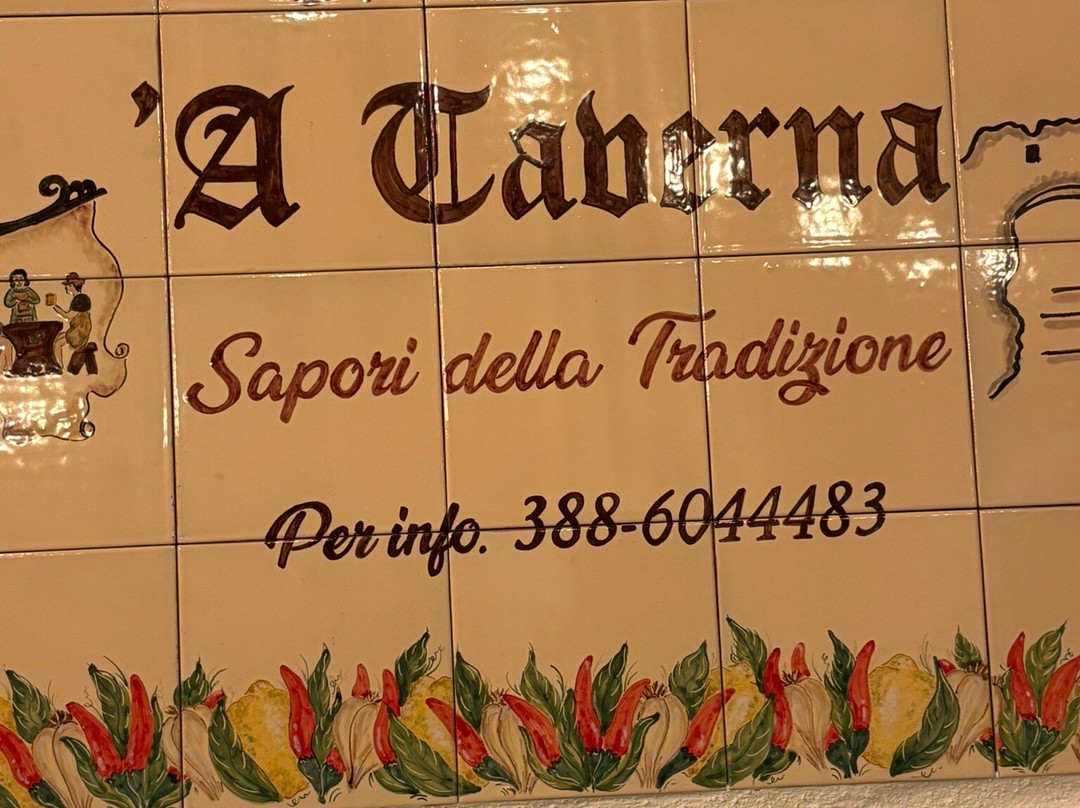 'A Taverna
Sapori della Tradizione
Per info. 388-6044483